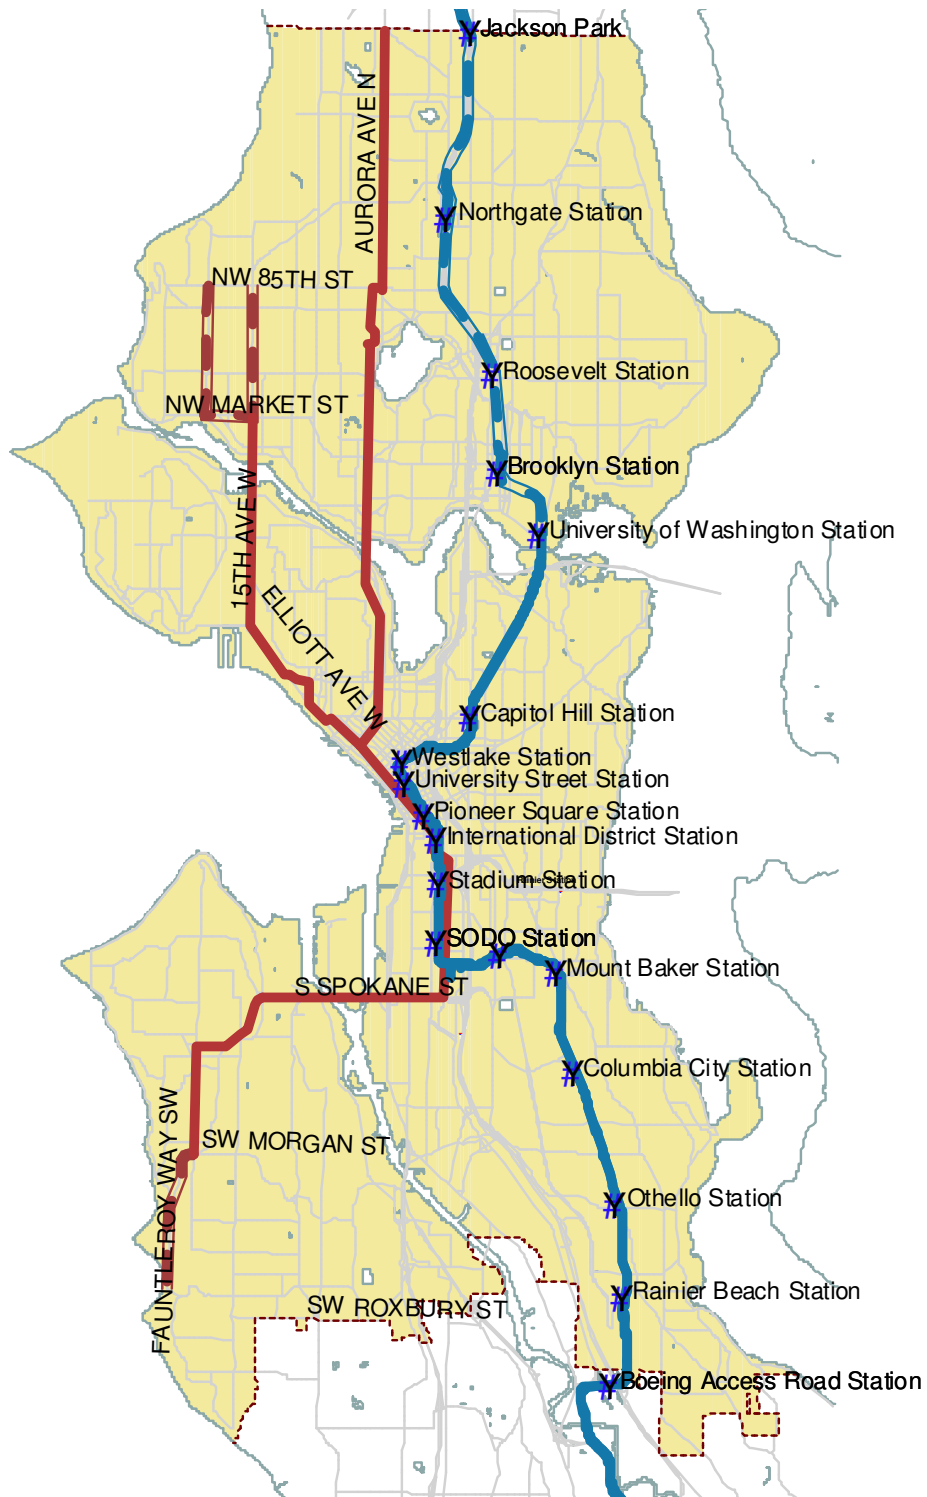 Jackson Park
AURORA AVE N
Northgate Station
NW 85TH ST
Roosevelt Station
NW MARKET ST
Brooklyn Station
15TH AVE W
University of Washington Station
ELLIOTT AVE W
Capitol Hill Station
Westlake Station
University Street Station
Pioneer Square Station
International District Station
Stadium Station
SODO Station
Mount Baker Station
S SPOKANE ST
Columbia City Station
FAUNTLEROY WAY SW
SW MORGAN ST
Othello Station
Rainier Beach Station
SW ROXBURY ST
Boeing Access Road Station